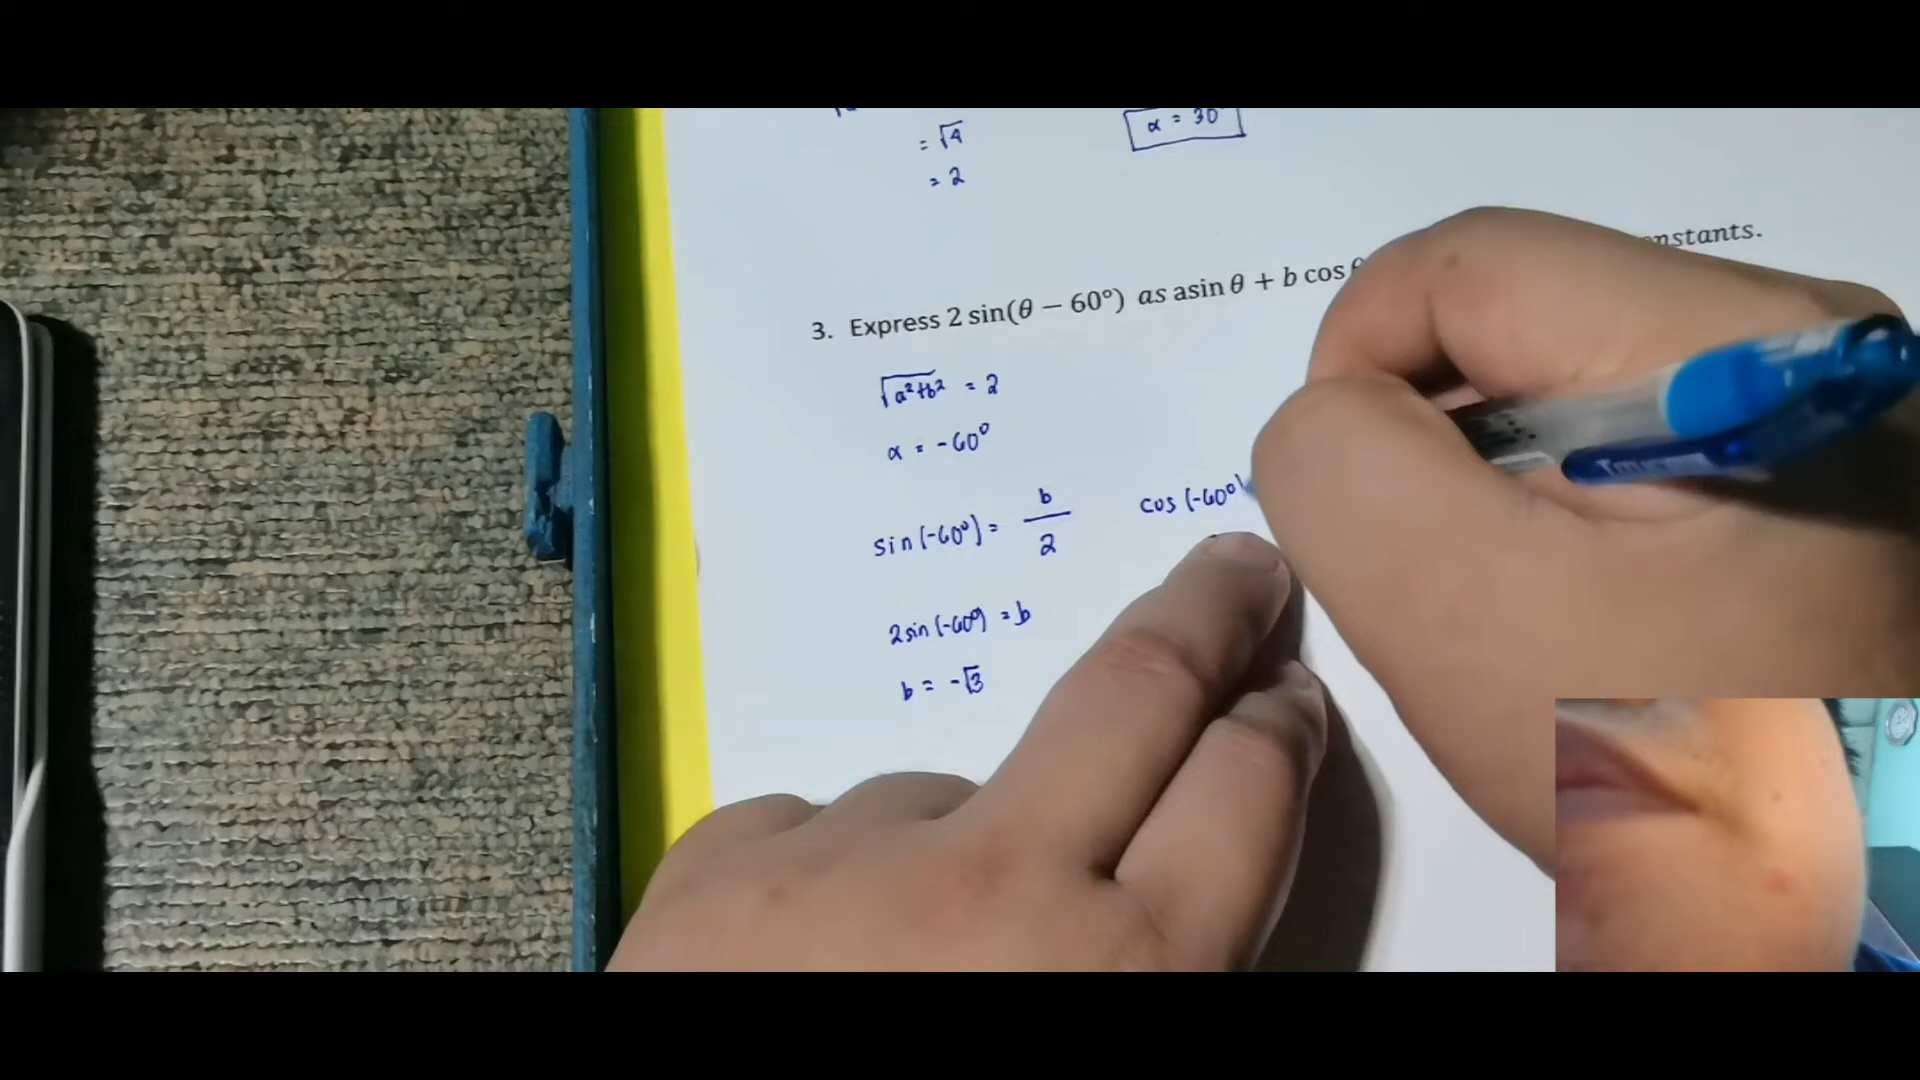 = √4
= 2
α = 30
3. Express 2 sin(θ − 60°) as asin θ + b cos
nstants.
√a²+b² = 2
α = -60°
sin(-60°) = b/2
cos (-60°)
2sin(-60°) = b
b = -√3